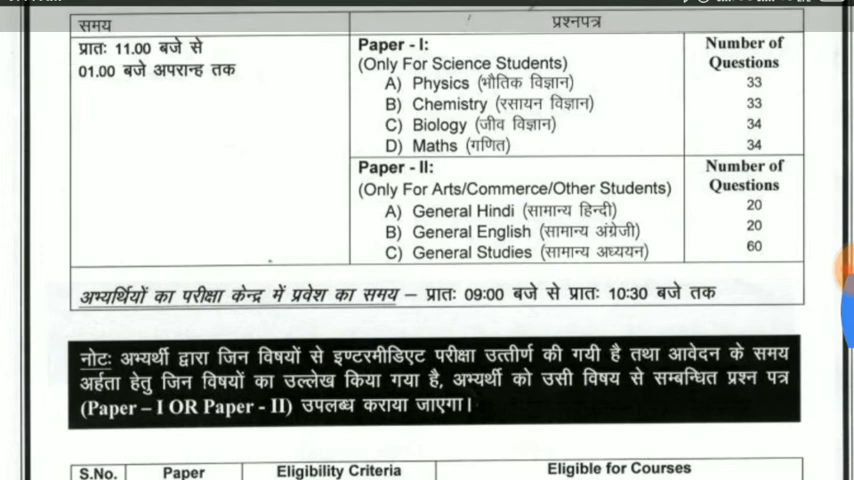 समय
प्रश्नपत्र
प्रातः 11.00 बजे से
01.00 बजे अपरान्ह तक
Paper - I:
(Only For Science Students)
A) Physics (भौतिक विज्ञान)
B) Chemistry (रसायन विज्ञान)
C) Biology (जीव विज्ञान)
D) Maths (गणित)
Number of
Questions
33
33
34
34
Paper - II:
(Only For Arts/Commerce/Other Students)
A) General Hindi (सामान्य हिन्दी)
B) General English (सामान्य अंग्रेजी)
C) General Studies (सामान्य अध्ययन)
Number of
Questions
20
20
60
अभ्यर्थियों का परीक्षा केन्द्र में प्रवेश का समय – प्रातः 09:00 बजे से प्रातः 10:30 बजे तक
नोटः अभ्यर्थी द्वारा जिन विषयों से इण्टरमीडिएट परीक्षा उत्तीर्ण की गयी है तथा आवेदन के समय
अर्हता हेतु जिन विषयों का उल्लेख किया गया है, अभ्यर्थी को उसी विषय से सम्बन्धित प्रश्न पत्र
(Paper – I OR Paper - II) उपलब्ध कराया जाएगा।
S.No. Paper Eligibility Criteria Eligible for Courses